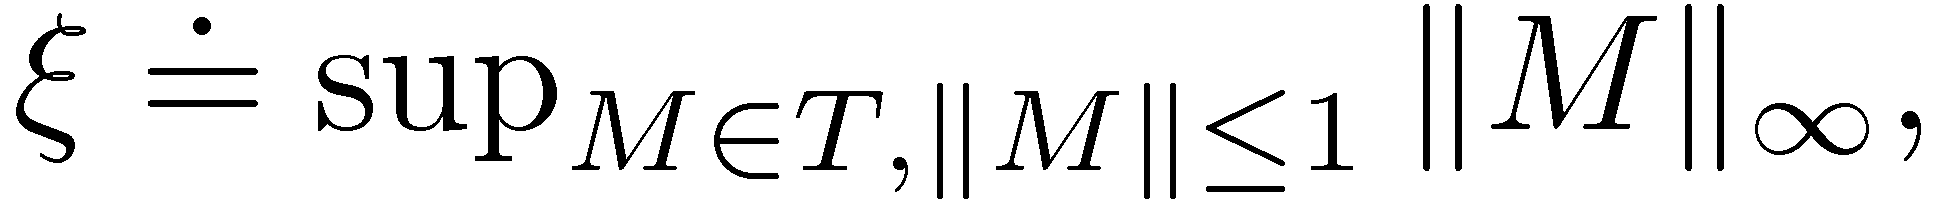 ξ ≐ sup_{M∈T,‖M‖≤1} ‖M‖_∞,